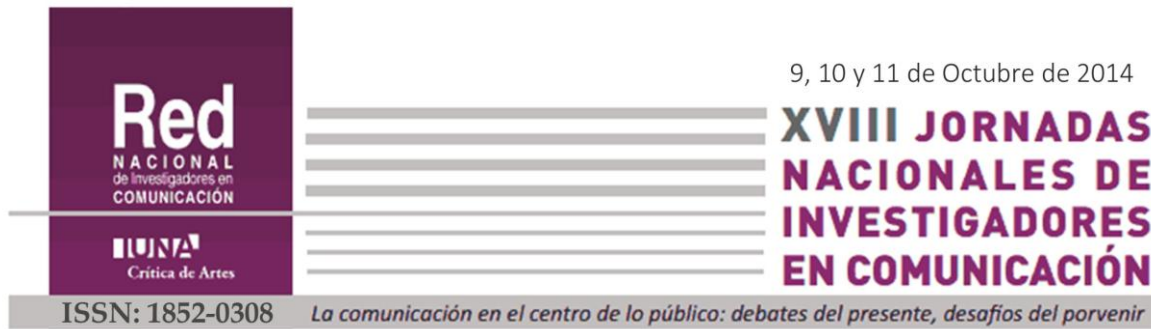 Red
NACIONAL
de Investigadores en
COMUNICACIÓN
IUNA
Crítica de Artes
9, 10 y 11 de Octubre de 2014
XVIII JORNADAS
NACIONALES DE
INVESTIGADORES
EN COMUNICACIÓN
ISSN: 1852-0308
La comunicación en el centro de lo público: debates del presente, desafíos del porvenir